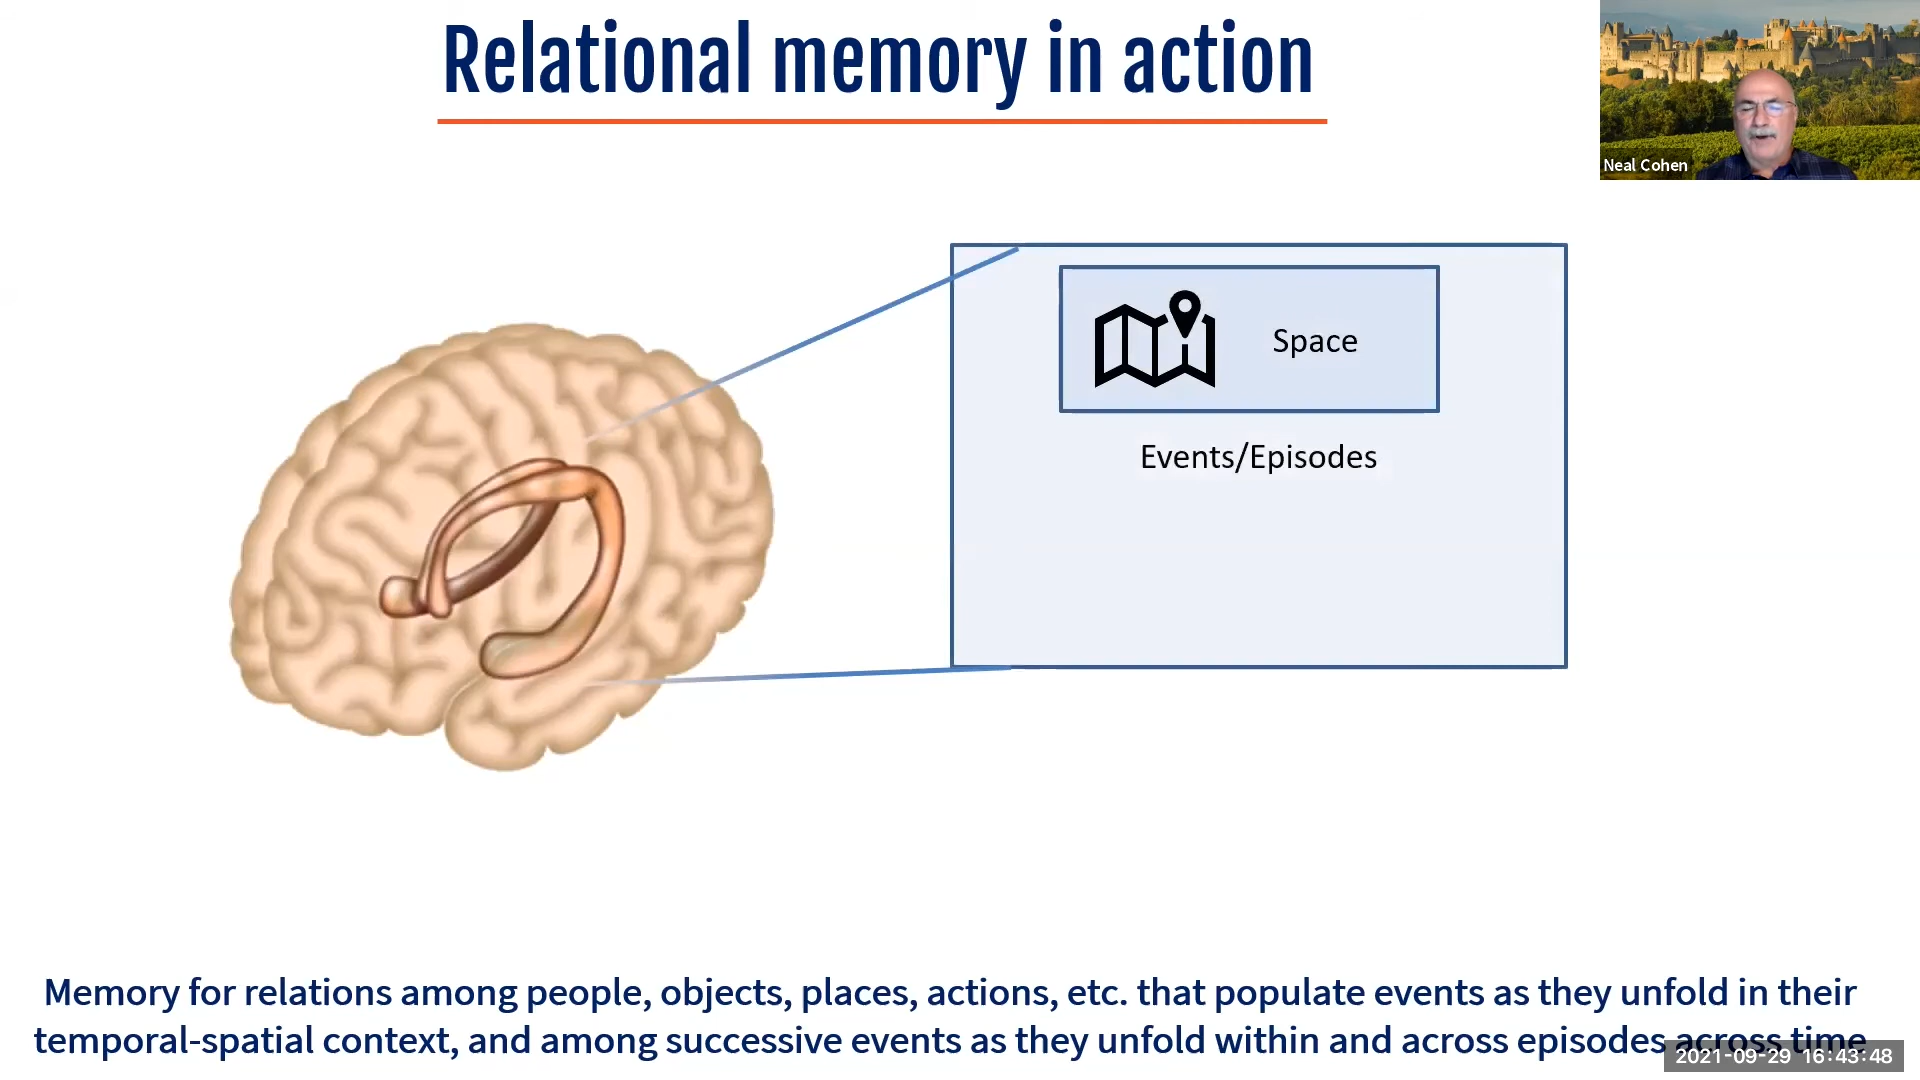 Relational memory in action
Neal Cohen
Space
Events/Episodes
Memory for relations among people, objects, places, actions, etc. that populate events as they unfold in their
temporal-spatial context, and among successive events as they unfold within and across episodes across time
2021-09-29 16:43:48